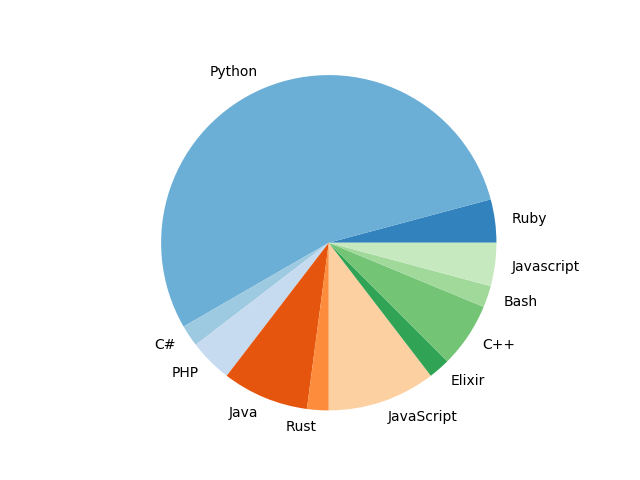 Python
Ruby
Javascript
Bash
C++
C#
PHP
Elixir
Java
JavaScript
Rust